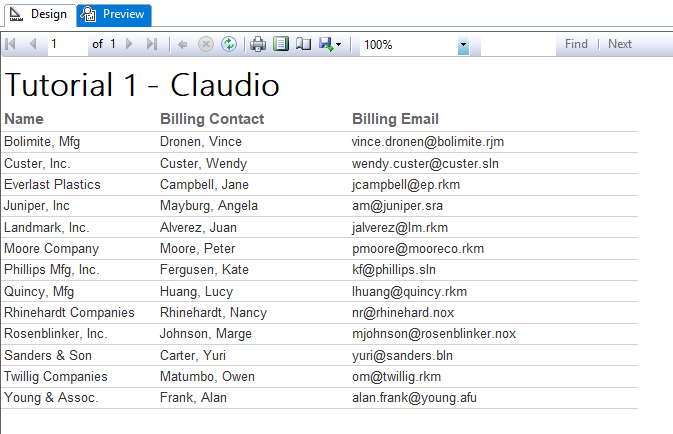 Design Preview
1 of 1 100% Find | Next
Tutorial 1 - Claudio
Name Billing Contact Billing Email
Bolimite, Mfg Dronen, Vince vince.dronen@bolimite.rjm
Custer, Inc. Custer, Wendy wendy.custer@custer.sln
Everlast Plastics Campbell, Jane jcampbell@ep.rkm
Juniper, Inc Mayburg, Angela am@juniper.sra
Landmark, Inc. Alverez, Juan jalverez@lm.rkm
Moore Company Moore, Peter pmoore@mooreco.rkm
Phillips Mfg, Inc. Fergusen, Kate kf@phillips.sln
Quincy, Mfg Huang, Lucy lhuang@quincy.rkm
Rhinehardt Companies Rhinehardt, Nancy nr@rhinehard.nox
Rosenblinker, Inc. Johnson, Marge mjohnson@rosenblinker.nox
Sanders & Son Carter, Yuri yuri@sanders.bln
Twillig Companies Matumbo, Owen om@twillig.rkm
Young & Assoc. Frank, Alan alan.frank@young.afu